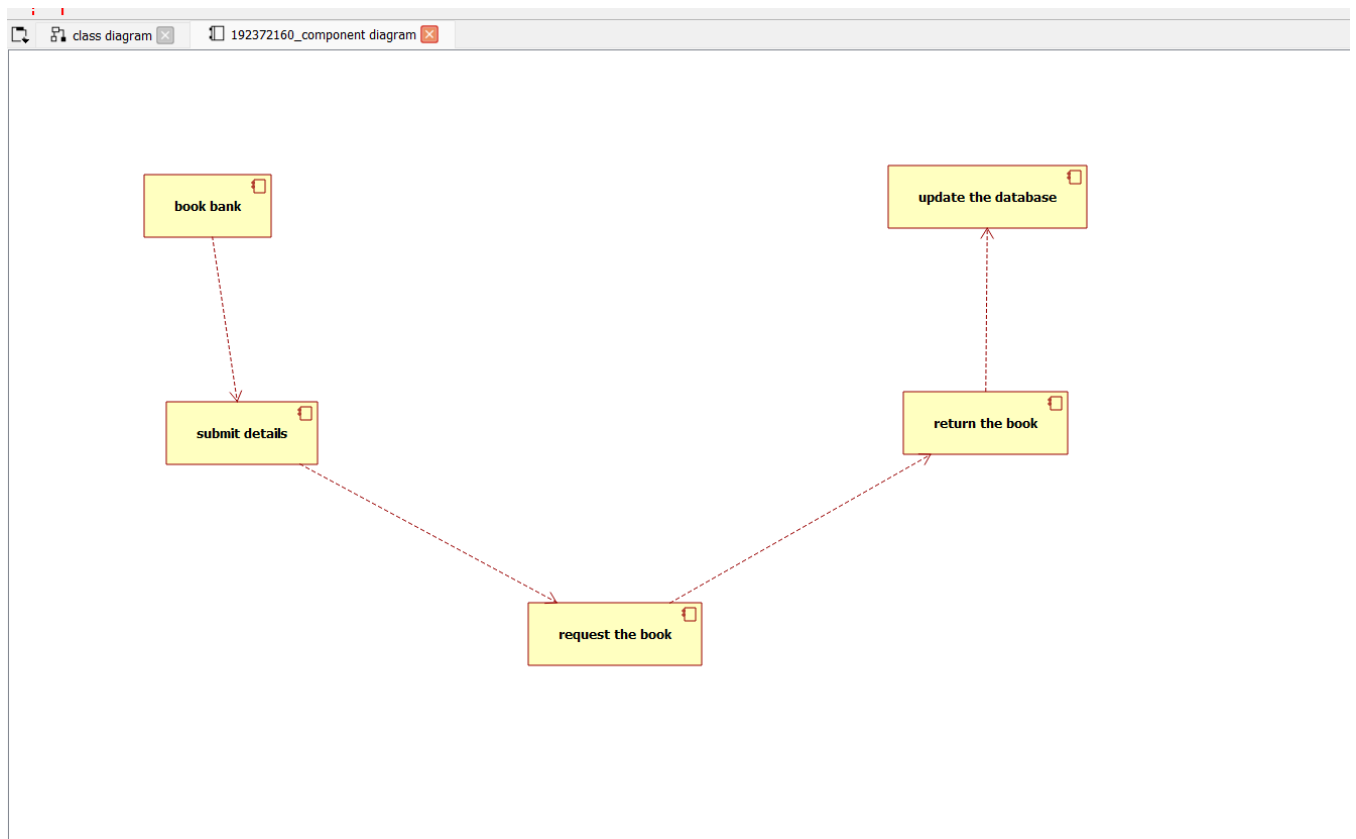 class diagram
192372160_component diagram
book bank
update the database
submit details
return the book
request the book